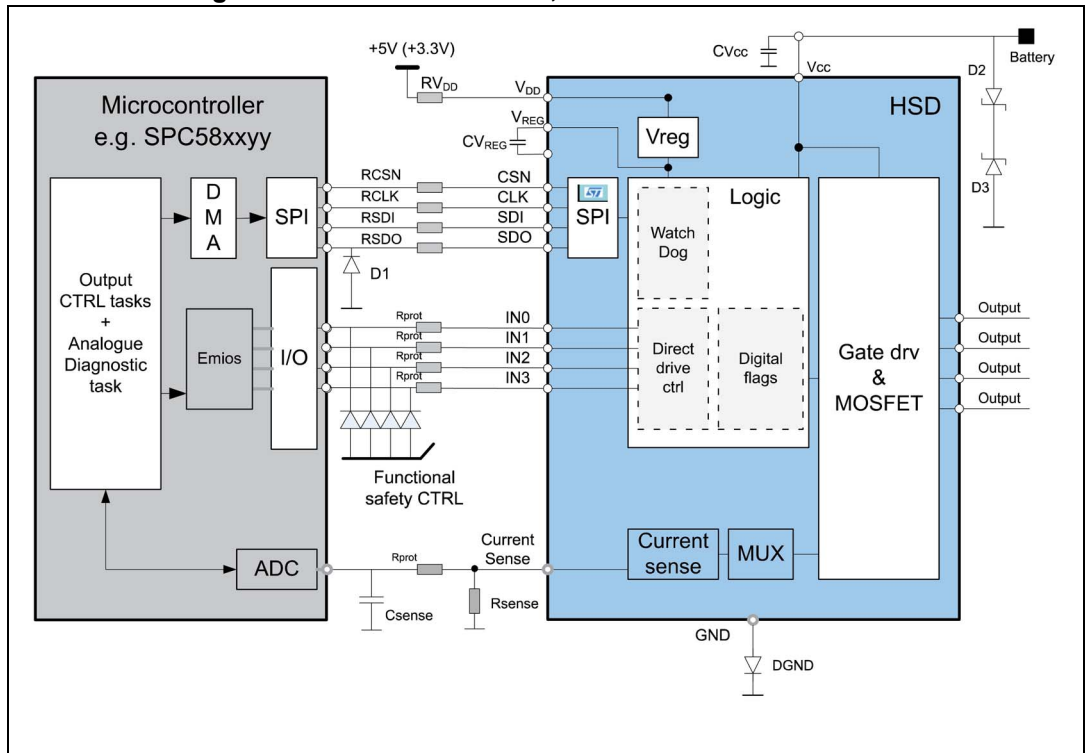 +5V (+3.3V)
RVDD
VDD
VREG
CVREG
CVcc
Vcc
Battery
D2
D3
Microcontroller
e.g. SPC58xxyy
HSD
Vreg
Output
CTRL tasks
+
Analogue
Diagnostic
task
D
M
A
SPI
RCSN
RCLK
RSDI
RSDO
D1
CSN
CLK
SDI
SDO
ST
SPI
Logic
Watch
Dog
Direct
drive
ctrl
Digital
flags
Gate drv
&
MOSFET
Emios
I/O
Rprot
Rprot
Rprot
Rprot
IN0
IN1
IN2
IN3
Output
Output
Output
Output
Functional
safety CTRL
ADC
Rprot
Current
Sense
Csense
Rsense
Current
sense
MUX
GND
DGND